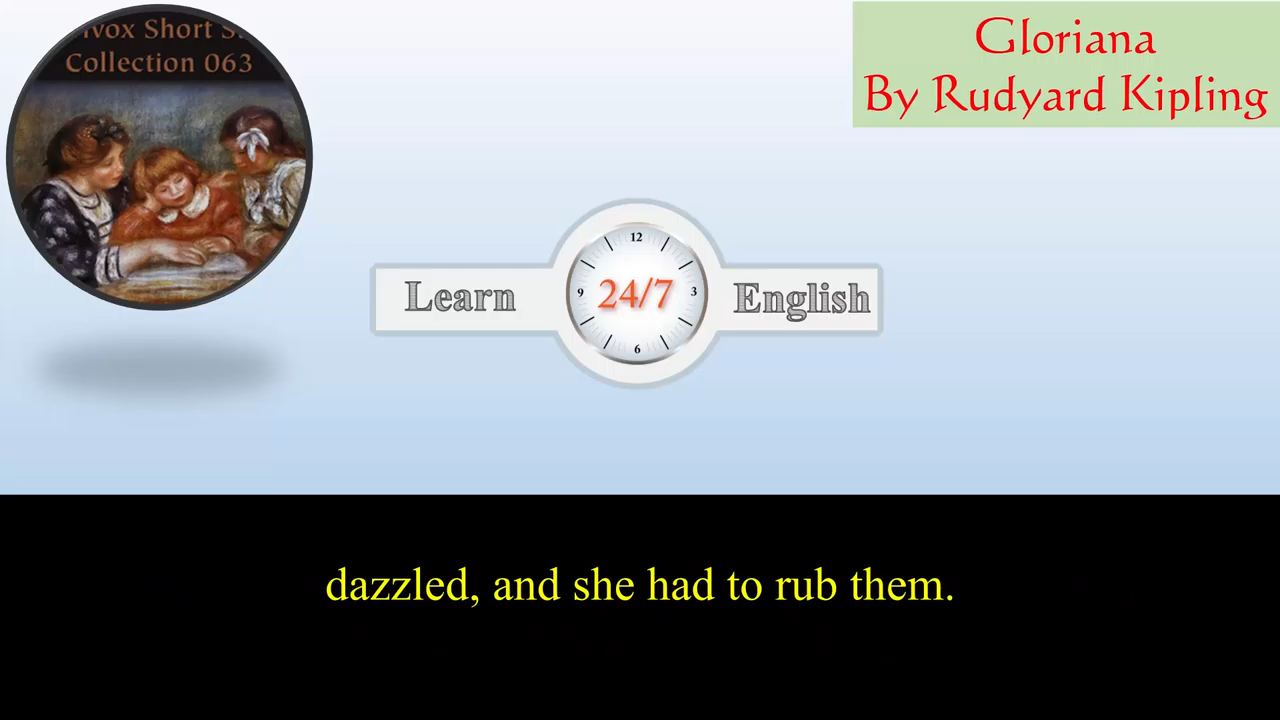 Short
Collection 063
Gloriana
By Rudyard Kipling
12
9
3
6
Learn
24/7
English
dazzled, and she had to rub them.